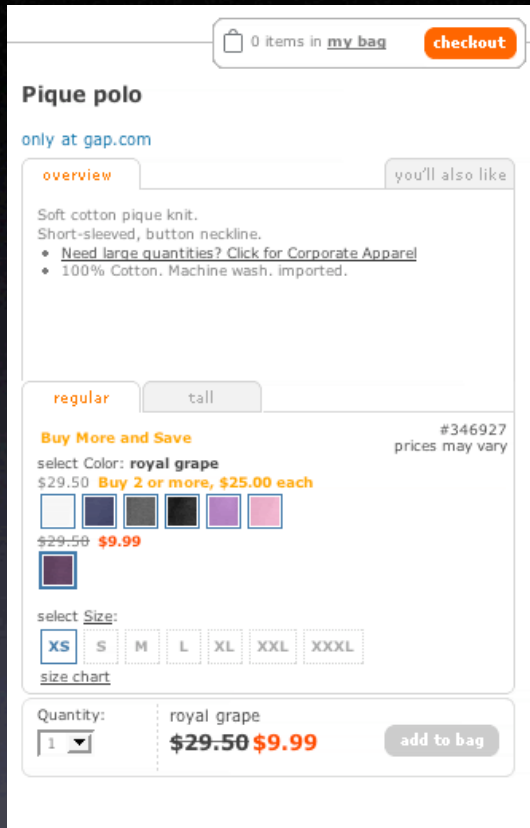 0 items in my bag
checkout
Pique polo
only at gap.com
overview
you'll also like
Soft cotton pique knit.
Short-sleeved, button neckline.
• Need large quantities? Click for Corporate Apparel
• 100% Cotton. Machine wash. imported.
regular
tall
Buy More and Save
#346927
prices may vary
select Color: royal grape
$29.50 Buy 2 or more, $25.00 each
$29.50 $9.99
select Size:
XS S M L XL XXL XXXL
size chart
Quantity:
1
royal grape
$29.50 $9.99
add to bag